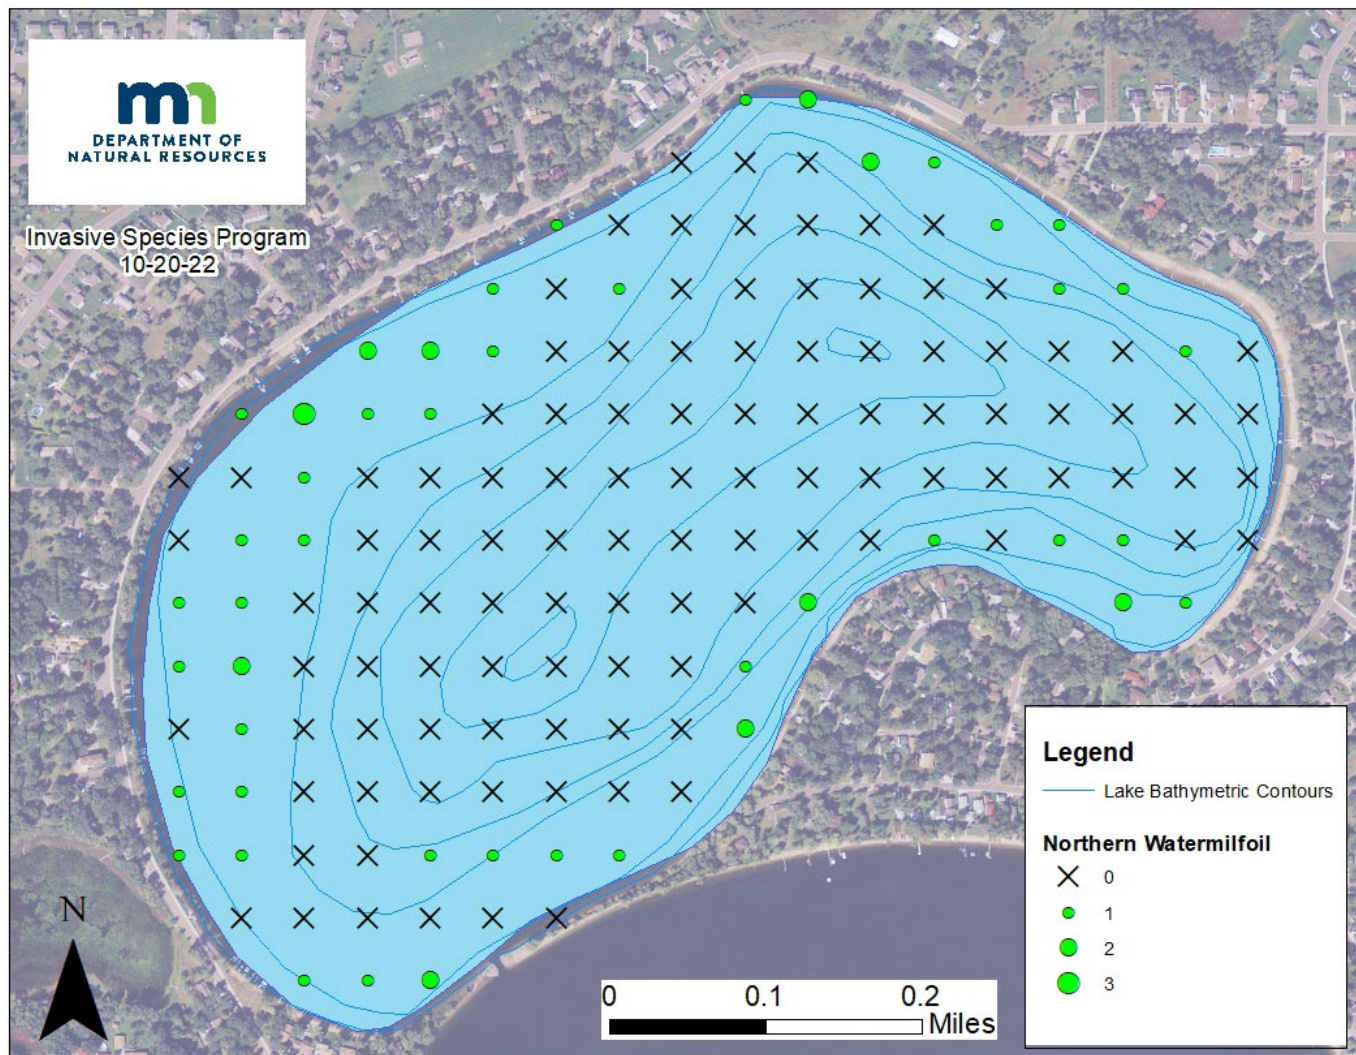 mn
DEPARTMENT OF
NATURAL RESOURCES
Invasive Species Program
10-20-22
N
0 0.1 0.2
Miles
Legend
Lake Bathymetric Contours
Northern Watermilfoil
0
1
2
3